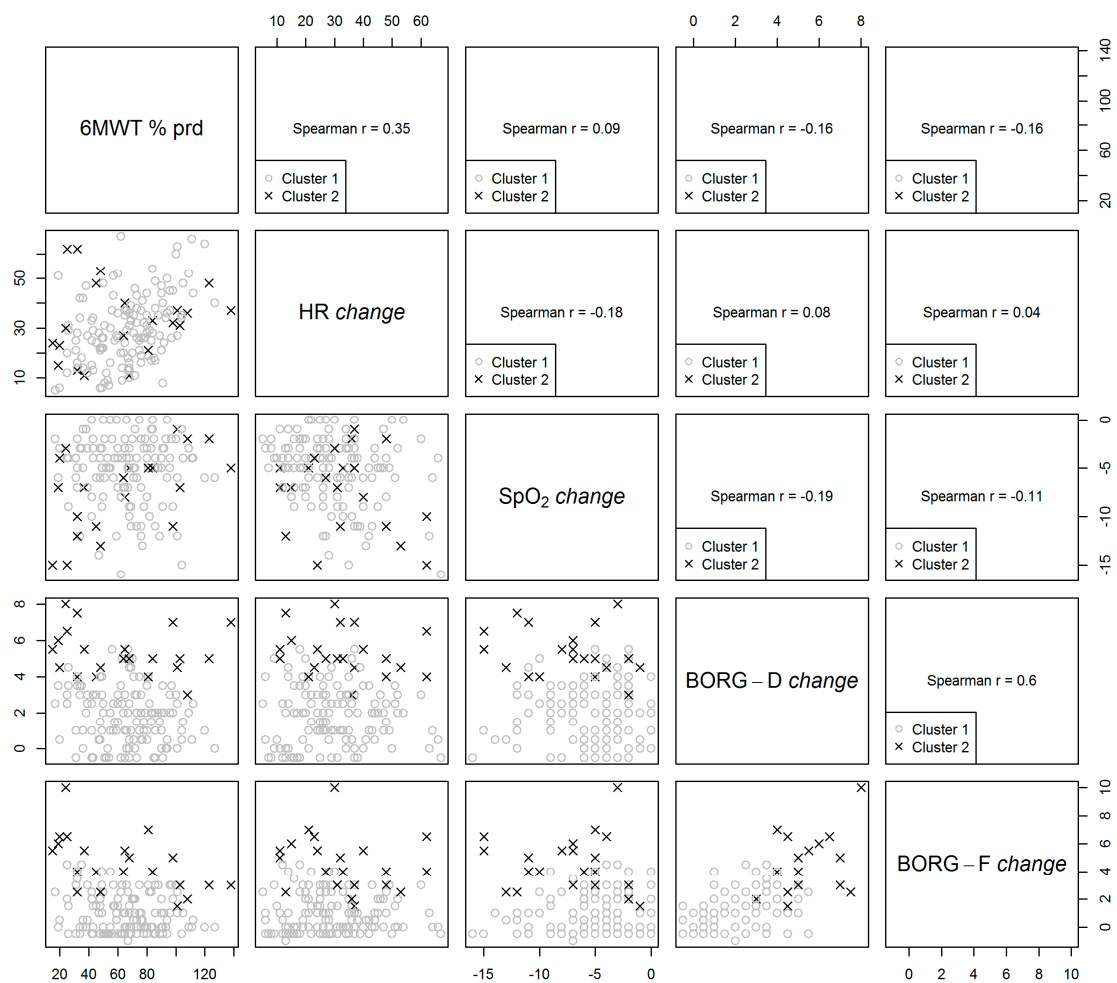 10 20 30 40 50 60
0 2 4 6 8
6MWT % prd
Spearman r = 0.35
Cluster 1
Cluster 2
Spearman r = 0.09
Cluster 1
Cluster 2
Spearman r = -0.16
Cluster 1
Cluster 2
Spearman r = -0.16
Cluster 1
Cluster 2
20 60 100 140
10 30 50
HR change
Spearman r = -0.18
Cluster 1
Cluster 2
Spearman r = 0.08
Cluster 1
Cluster 2
Spearman r = 0.04
Cluster 1
Cluster 2
SpO₂ change
Spearman r = -0.19
Cluster 1
Cluster 2
Spearman r = -0.11
Cluster 1
Cluster 2
-15 -10 -5 0
0 2 4 6 8
BORG – D change
Spearman r = 0.6
Cluster 1
Cluster 2
BORG – F change
0 2 4 6 8 10
20 40 60 80 120
-15 -10 -5 0
0 2 4 6 8 10